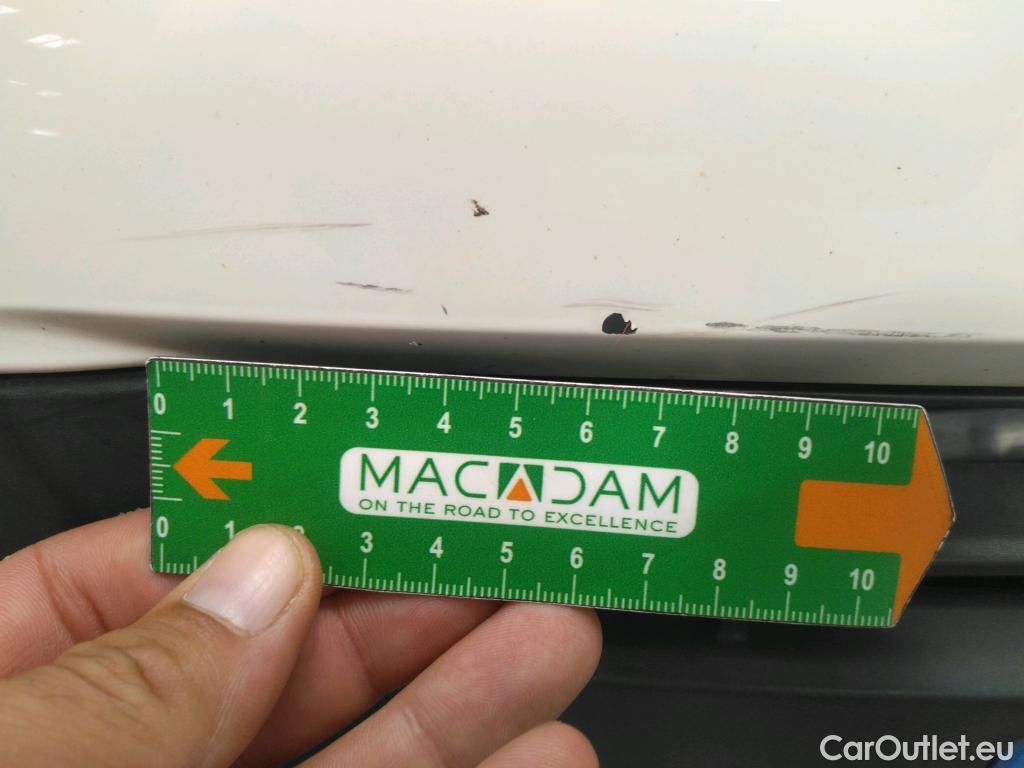 0 1 2 3 4 5 6 7 8 9 10
MACADAM
ON THE ROAD TO EXCELLENCE
0 1 2 3 4 5 6 7 8 9 10
CarOutlet.eu